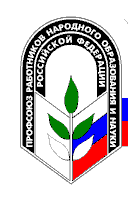 ПРОФСОЮЗ РАБОТНИКОВ НАРОДНОГО ОБРАЗОВАНИЯ И НАУКИ
РОССИЙСКОЙ ФЕДЕРАЦИИ